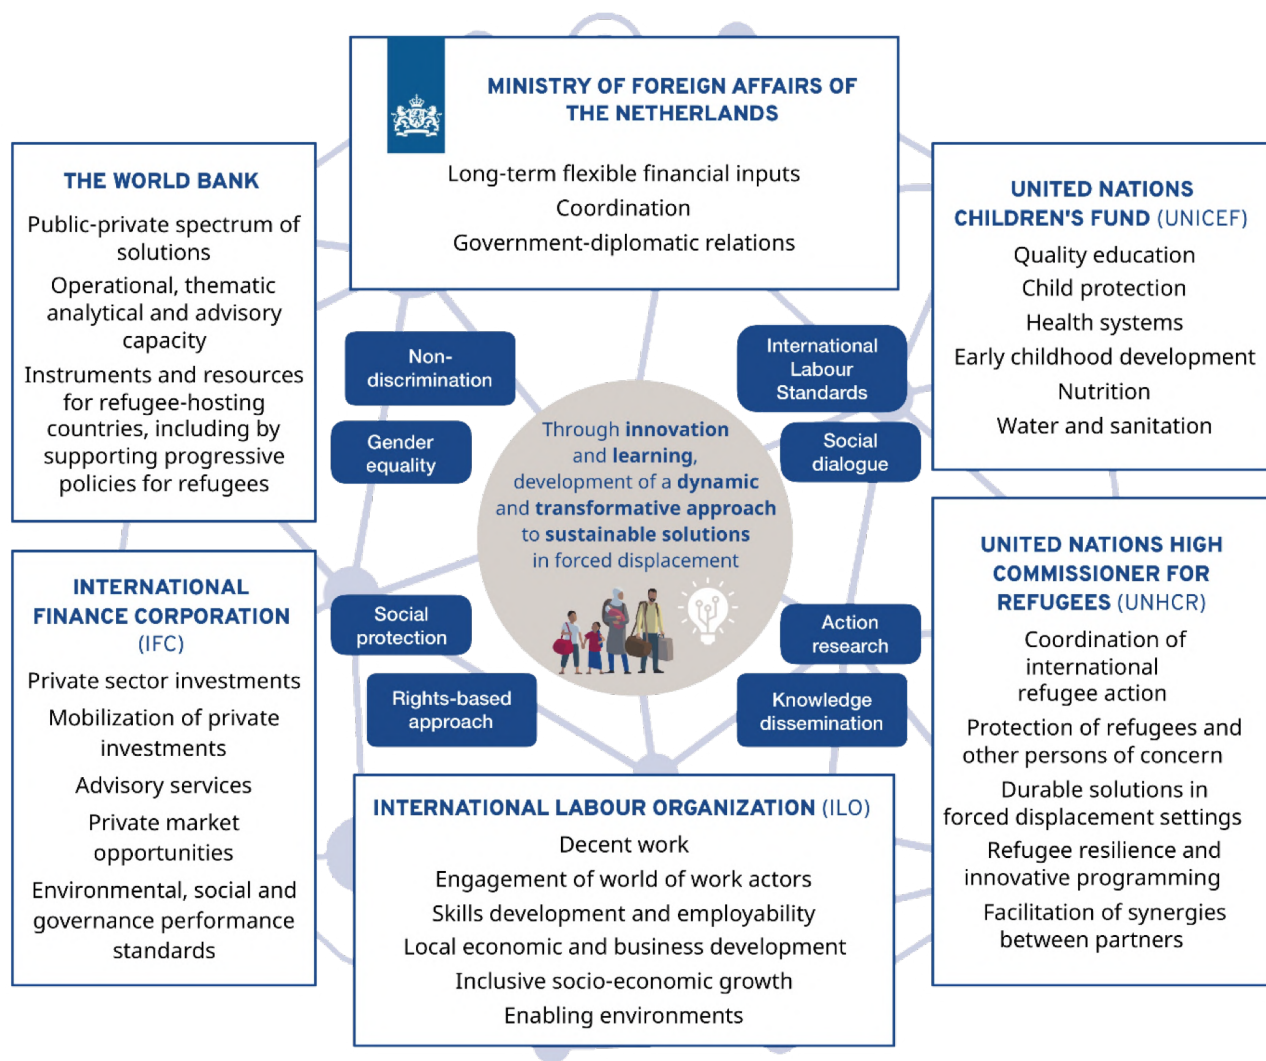 MINISTRY OF FOREIGN AFFAIRS OF
THE NETHERLANDS
Long-term flexible financial inputs
Coordination
Government-diplomatic relations
THE WORLD BANK
Public-private spectrum of
solutions
Operational, thematic
analytical and advisory
capacity
Instruments and resources
for refugee-hosting
countries, including by
supporting progressive
policies for refugees
UNITED NATIONS
CHILDREN'S FUND (UNICEF)
Quality education
Child protection
Health systems
Early childhood development
Nutrition
Water and sanitation
Non-
discrimination
Gender
equality
International
Labour
Standards
Social
dialogue
Through innovation
and learning,
development of a dynamic
and transformative approach
to sustainable solutions
in forced displacement
Social
protection
Rights-based
approach
Action
research
Knowledge
dissemination
INTERNATIONAL
FINANCE CORPORATION
(IFC)
Private sector investments
Mobilization of private
investments
Advisory services
Private market
opportunities
Environmental, social and
governance performance
standards
UNITED NATIONS HIGH
COMMISSIONER FOR
REFUGEES (UNHCR)
Coordination of
international
refugee action
Protection of refugees and
other persons of concern
Durable solutions in
forced displacement settings
Refugee resilience and
innovative programming
Facilitation of synergies
between partners
INTERNATIONAL LABOUR ORGANIZATION (ILO)
Decent work
Engagement of world of work actors
Skills development and employability
Local economic and business development
Inclusive socio-economic growth
Enabling environments